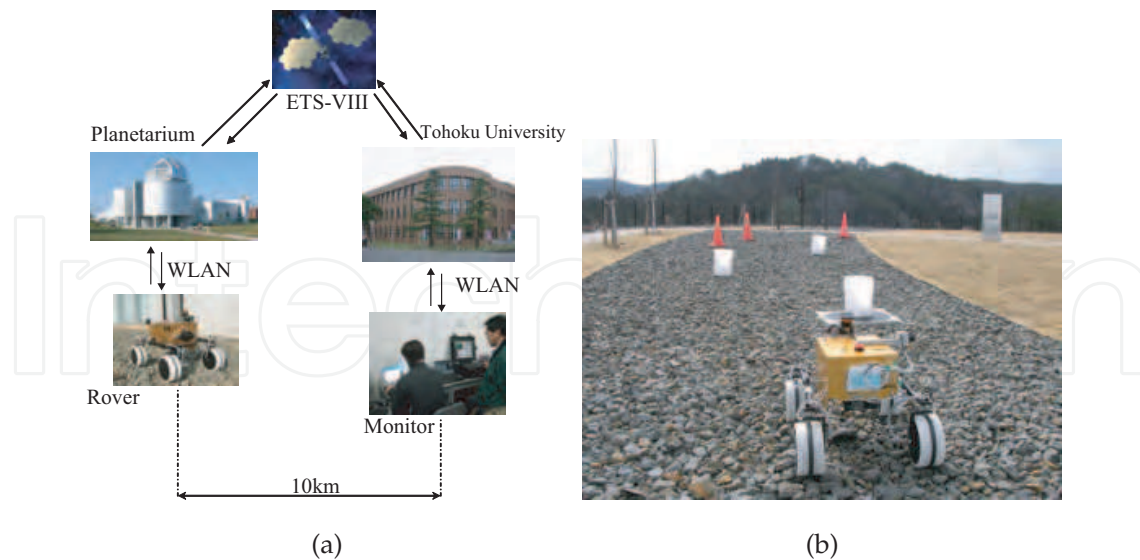 ETS-VIII
Planetarium
Tohoku University
WLAN
WLAN
Rover
Monitor
10km
(a)
(b)